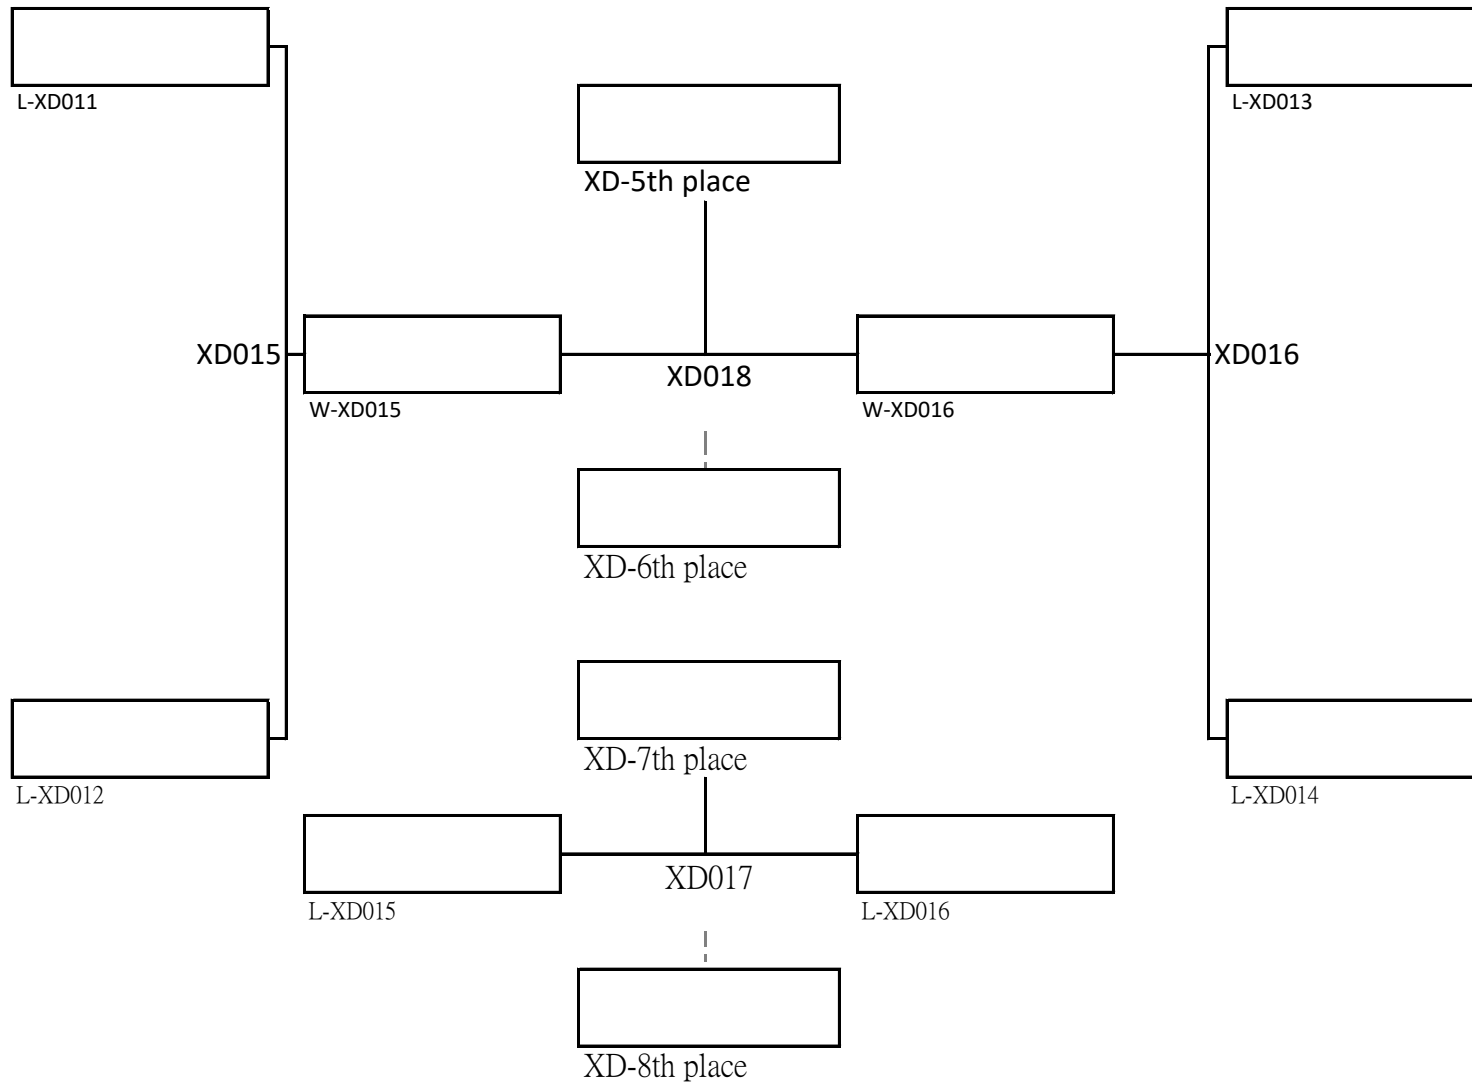 L-XD011
L-XD013
XD-5th place
XD015
XD018
XD016
W-XD015
W-XD016
XD-6th place
XD-7th place
L-XD012
L-XD014
XD017
L-XD015
L-XD016
XD-8th place